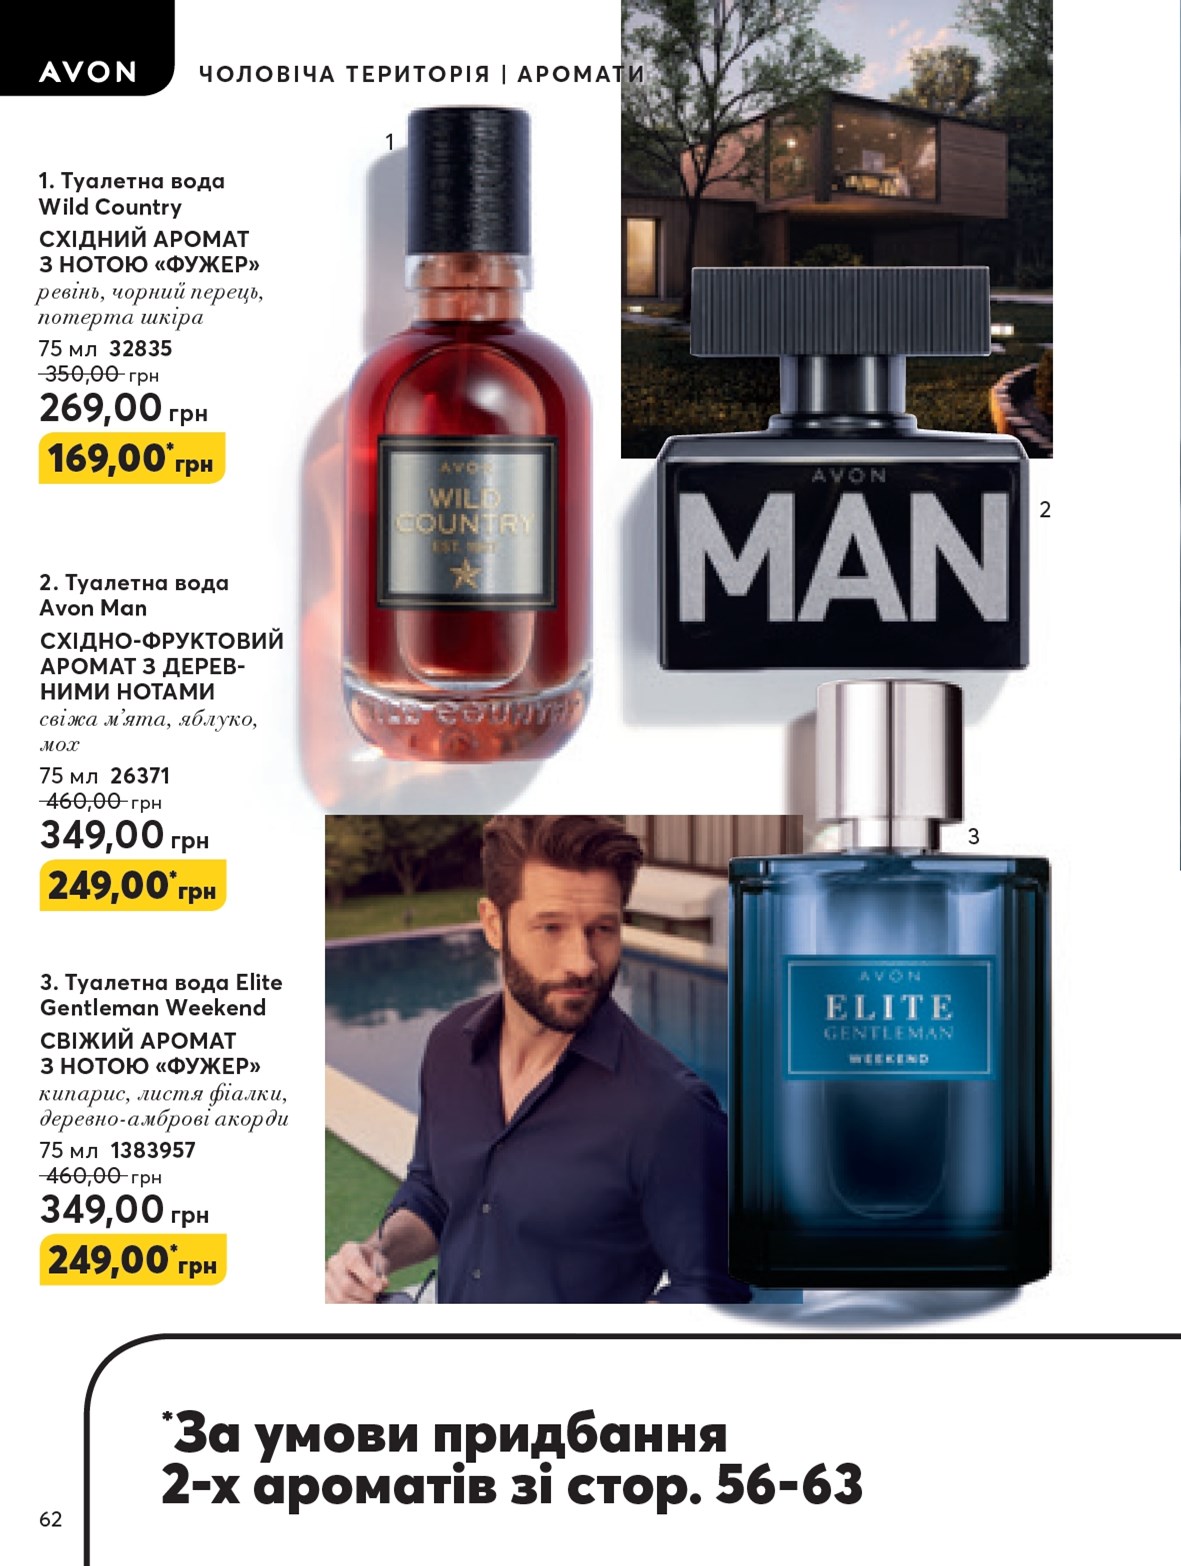 AVON
ЧОЛОВІЧА ТЕРИТОРІЯ | АРОМАТИ
1
1. Туалетна вода
Wild Country
СХІДНИЙ АРОМАТ
З НОТОЮ «ФУЖЕР»
ревінь, чорний перець,
потерта шкіра
75 мл 32835
350,00 грн
269,00 грн
169,00* грн
AVON
WILD
COUNTRY
EST.
AVON
MAN
2
2. Туалетна вода
Avon Man
СХІДНО-ФРУКТОВИЙ
АРОМАТ З ДЕРЕВ-
НИМИ НОТАМИ
свіжа м’ята, яблуко,
мох
75 мл 26371
460,00 грн
349,00 грн
249,00* грн
3
3. Туалетна вода Elite
Gentleman Weekend
СВІЖИЙ АРОМАТ
З НОТОЮ «ФУЖЕР»
кипарис, листя фіалки,
деревно-амброві акорди
75 мл 1383957
460,00 грн
349,00 грн
249,00* грн
AVON
ELITE
GENTLEMAN
WEEKEND
*За умови придбання
2-х ароматів зі стор. 56-63
62